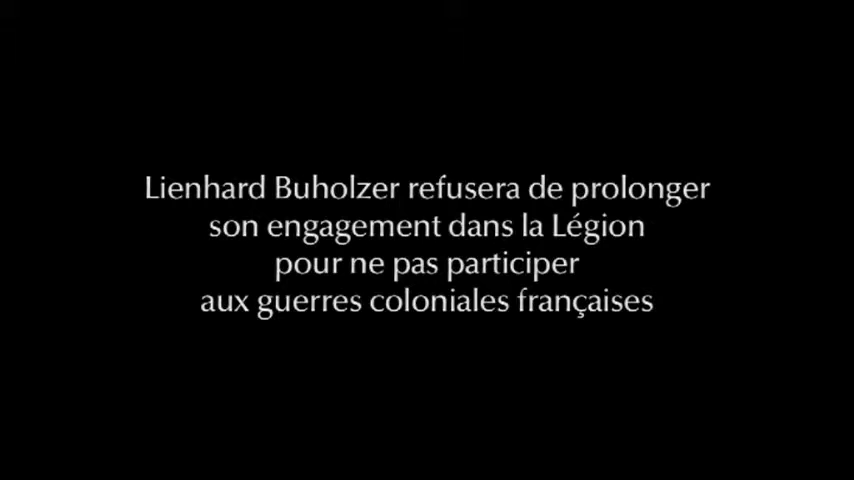 Lienhard Buholzer refusera de prolonger
son engagement dans la Légion
pour ne pas participer
aux guerres coloniales françaises